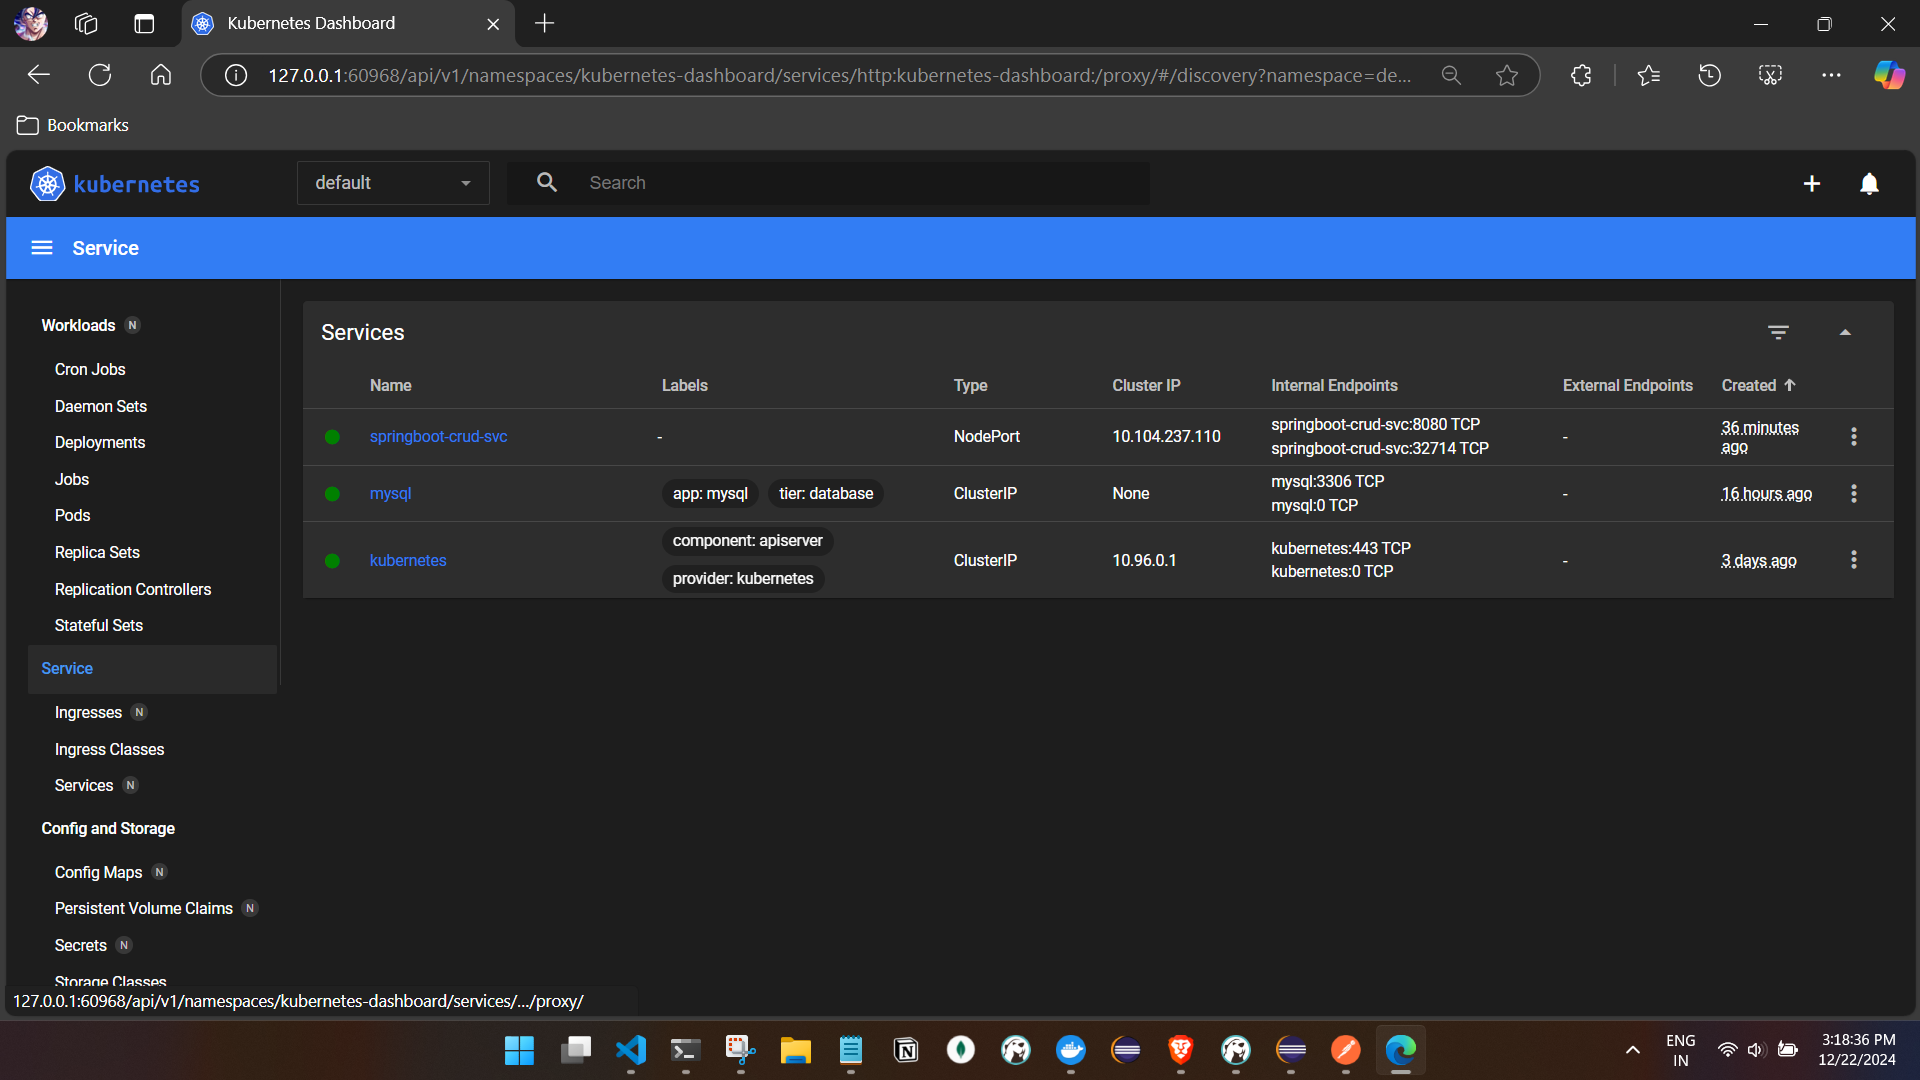 Kubernetes Dashboard
127.0.0.1:60968/api/v1/namespaces/kubernetes-dashboard/services/http:kubernetes-dashboard:/proxy/#/discovery?namespace=de...
Bookmarks
kubernetes
default
Search
Service
Workloads N
Cron Jobs
Daemon Sets
Deployments
Jobs
Pods
Replica Sets
Replication Controllers
Stateful Sets
Service
Ingresses N
Ingress Classes
Services N
Config and Storage
Config Maps N
Persistent Volume Claims N
Secrets N
Storage Classes
Services
Name Labels Type Cluster IP Internal Endpoints External Endpoints Created
springboot-crud-svc - NodePort 10.104.237.110 springboot-crud-svc:8080 TCP - 36 minutes
springboot-crud-svc:32714 TCP ago
mysql app: mysql tier: database ClusterIP None mysql:3306 TCP - 16 hours ago
mysql:0 TCP
kubernetes component: apiserver ClusterIP 10.96.0.1 kubernetes:443 TCP - 3 days ago
provider: kubernetes kubernetes:0 TCP
127.0.0.1:60968/api/v1/namespaces/kubernetes-dashboard/services/.../proxy/
ENG
IN
3:18:36 PM
12/22/2024